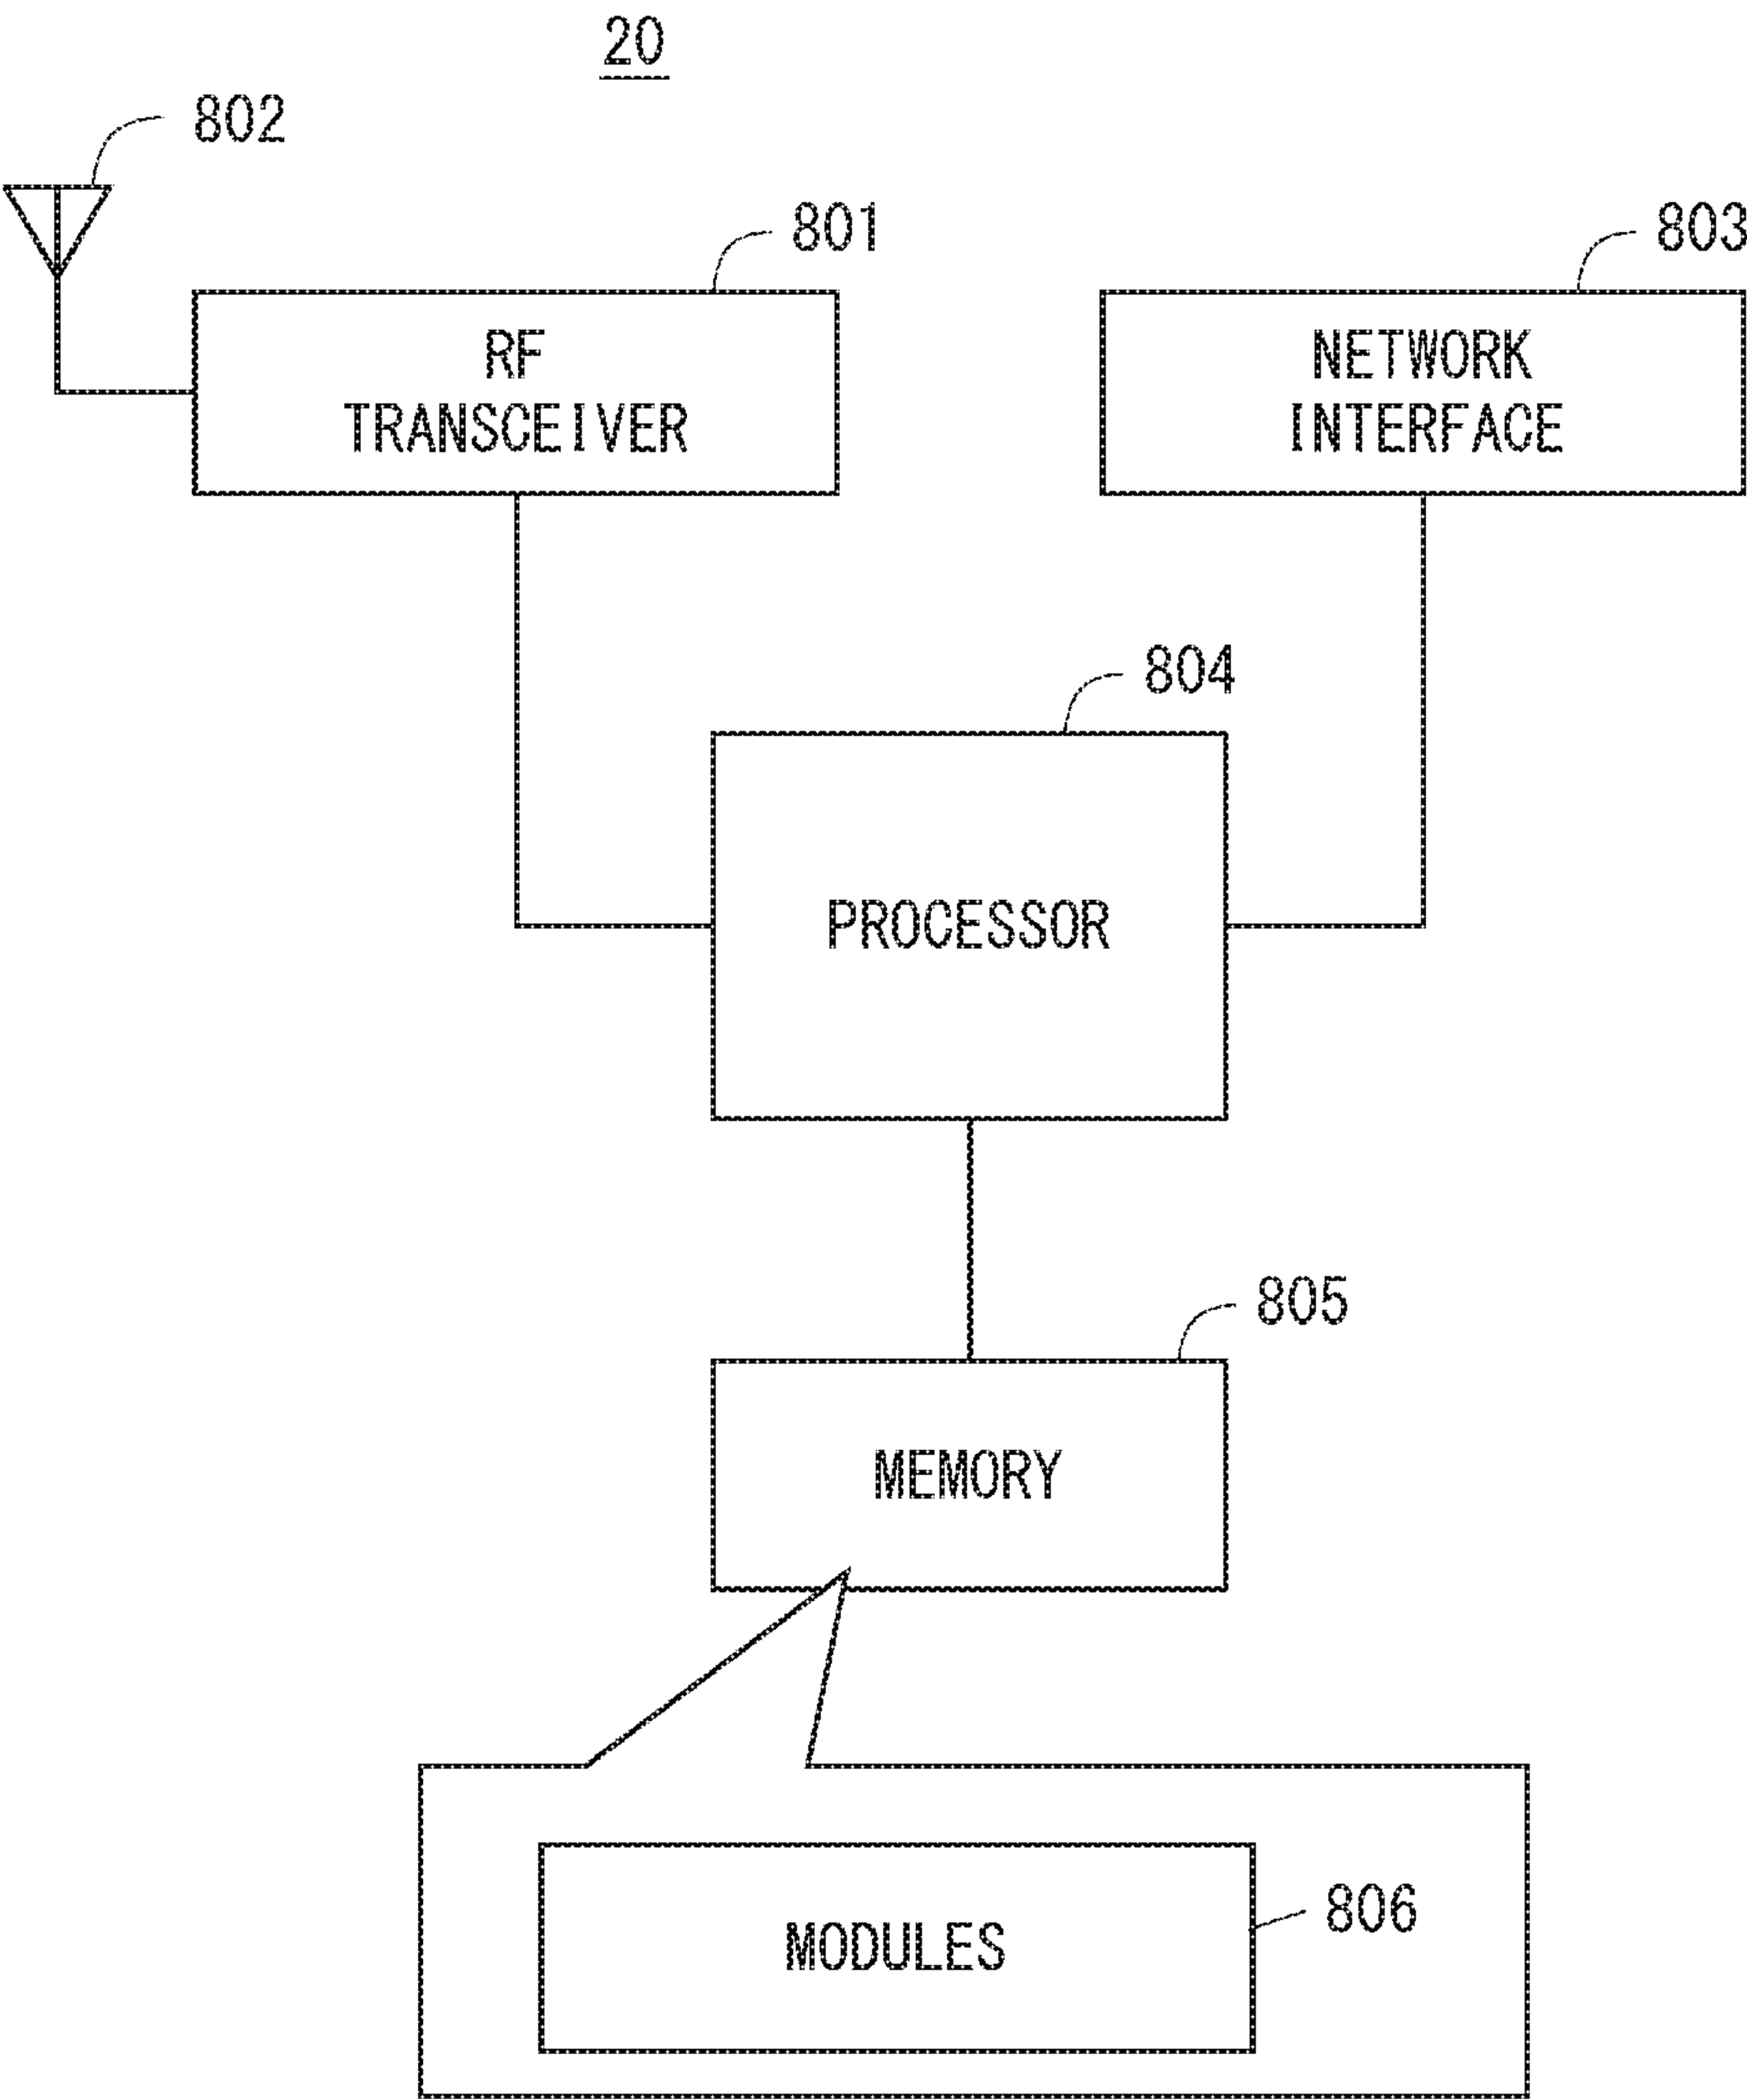 20
802
801
803
RF
TRANSCEIVER
NETWORK
INTERFACE
804
PROCESSOR
805
MEMORY
806
MODULES